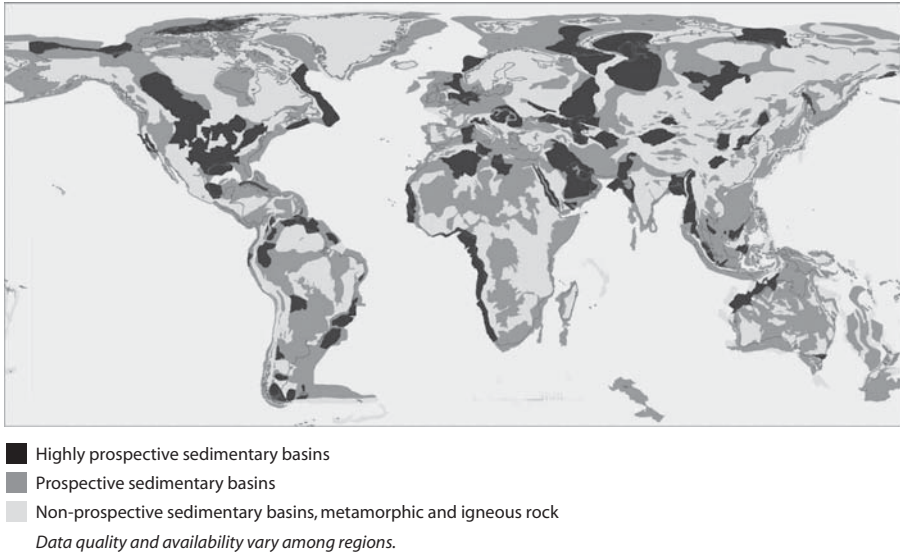 Highly prospective sedimentary basins
Prospective sedimentary basins
Non-prospective sedimentary basins, metamorphic and igneous rock
Data quality and availability vary among regions.